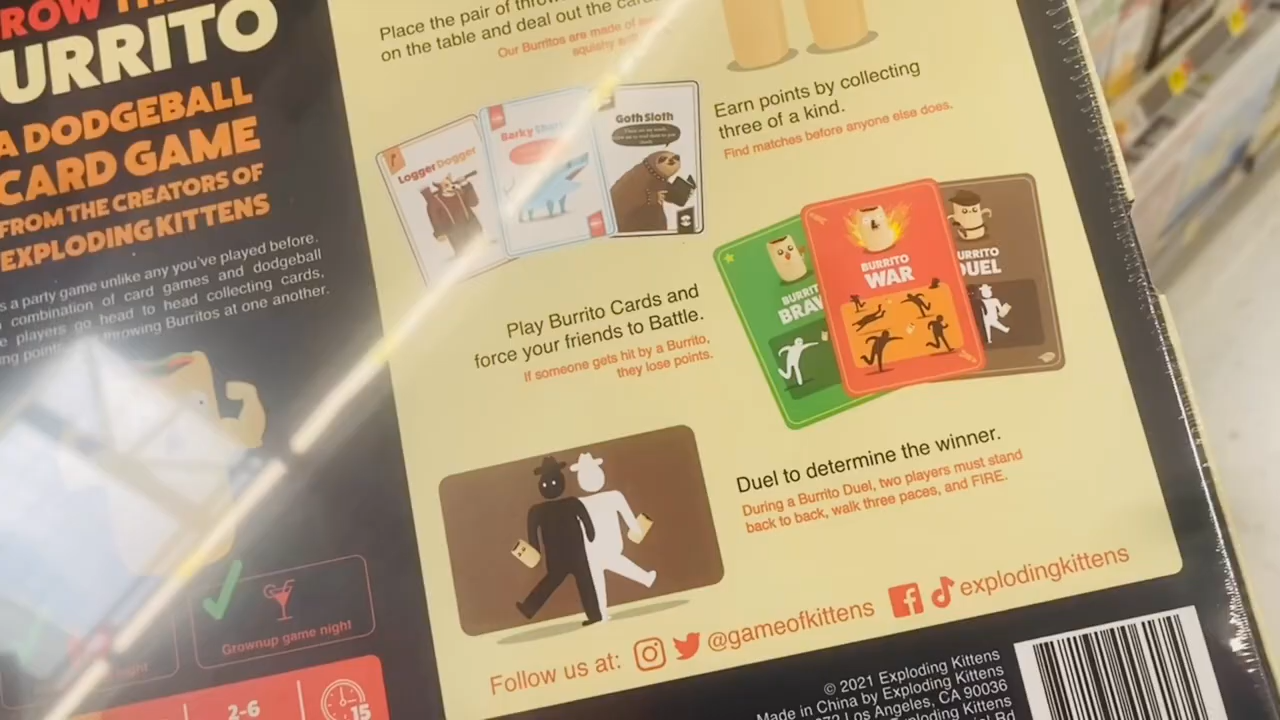 ROW
BURRITO
A DODGEBALL
CARD GAME
FROM THE CREATORS OF
EXPLODING KITTENS
s a party game unlike any you've played before.
combination of card games and dodgeball
players go head to head collecting cards,
throwing Burritos at one another.
Grownup game night
2-6
15
Place the pair of
on the table and deal out the
Our Burritos are made of
squishy
Logger Dogger
Barky
Goth Sloth
Earn points by collecting
three of a kind.
Find matches before anyone else does.
Play Burrito Cards and
force your friends to Battle.
If someone gets hit by a Burrito,
they lose points.
BURRIT
BRAW
BURRITO
WAR
BURRITO
DUEL
Duel to determine the winner.
During a Burrito Duel, two players must stand
back to back, walk three paces, and FIRE.
Follow us at: @gameofkittens explodingkittens
© 2021 Exploding Kittens
Made in China by Exploding Kittens
Los Angeles, CA 90036